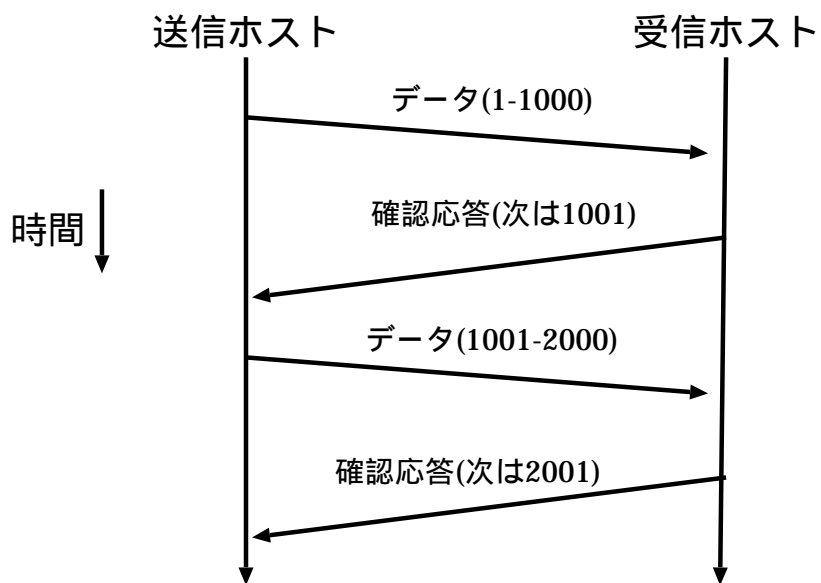 送信ホスト
受信ホスト
データ(1-1000)
確認応答(次は1001)
時間
データ(1001-2000)
確認応答(次は2001)